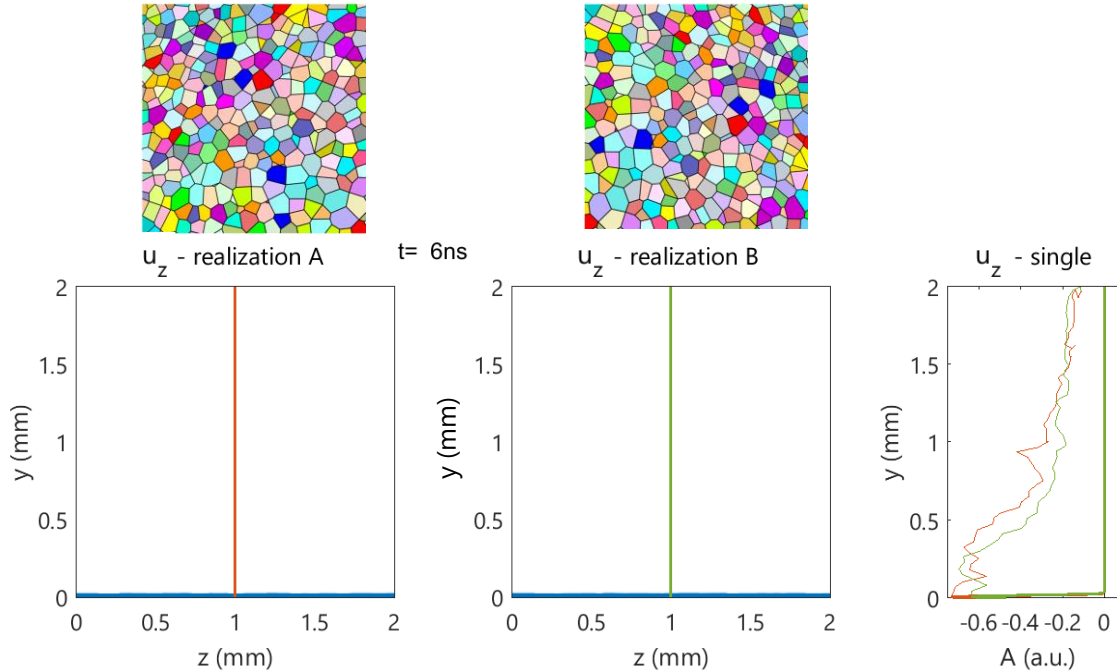 u_z - realization A
t= 6ns
u_z - realization B
u_z - single
2
1.5
1
0.5
0
y (mm)
0 0.5 1 1.5 2
z (mm)
2
1.5
1
0.5
0
y (mm)
0 0.5 1 1.5 2
z (mm)
2
1.5
1
0.5
0
y (mm)
-0.6 -0.4 -0.2 0
A (a.u.)